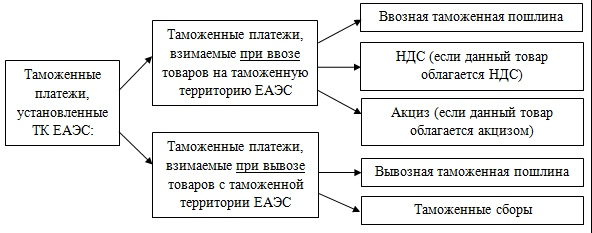 Таможенные
платежи,
установленные
ТК ЕАЭС:
Таможенные платежи,
взимаемые при ввозе
товаров на таможенную
территорию ЕАЭС
Ввозная таможенная пошлина
НДС (если данный товар
облагается НДС)
Акциз (если данный товар
облагается акцизом)
Таможенные платежи,
взимаемые при вывозе
товаров с таможенной
территории ЕАЭС
Вывозная таможенная пошлина
Таможенные сборы